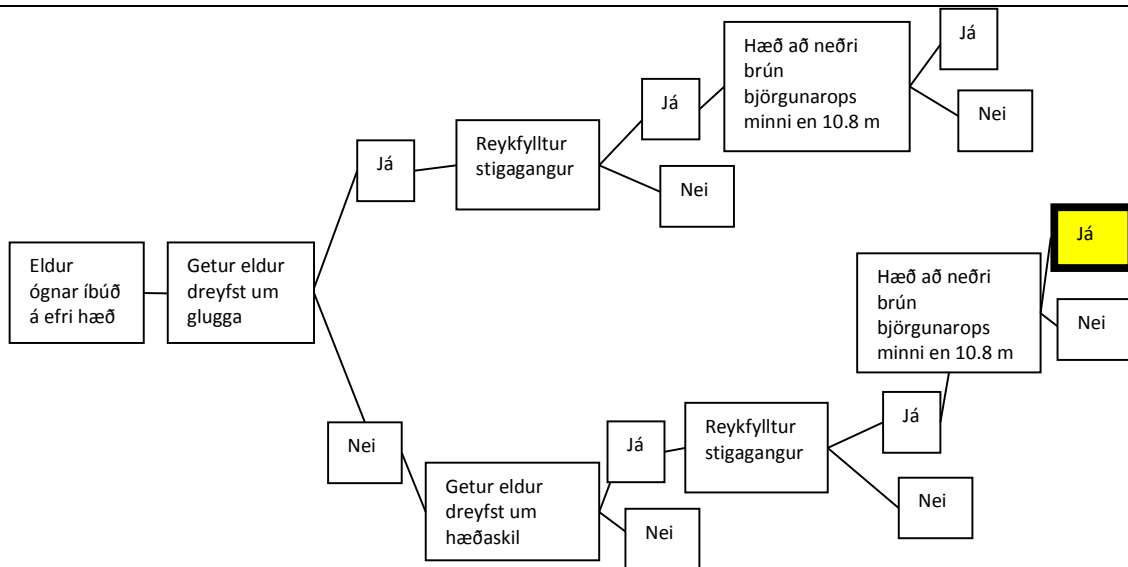 Eldur
ógnar íbúð
á efri hæð
Getur eldur
dreyfst um
glugga
Já
Reykfylltur
stigagangur
Já
Hæð að neðri
brún
björgunarops
minni en 10.8 m
Já
Nei
Nei
Nei
Getur eldur
dreyfst um
hæðaskil
Já
Reykfylltur
stigagangur
Já
Hæð að neðri
brún
björgunarops
minni en 10.8 m
Já
Nei
Nei
Nei